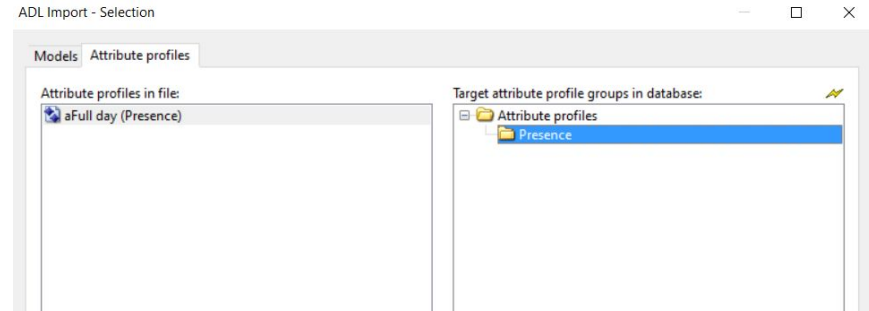 ADL Import - Selection
Models Attribute profiles
Attribute profiles in file:
aFull day (Presence)
Target attribute profile groups in database:
Attribute profiles
Presence